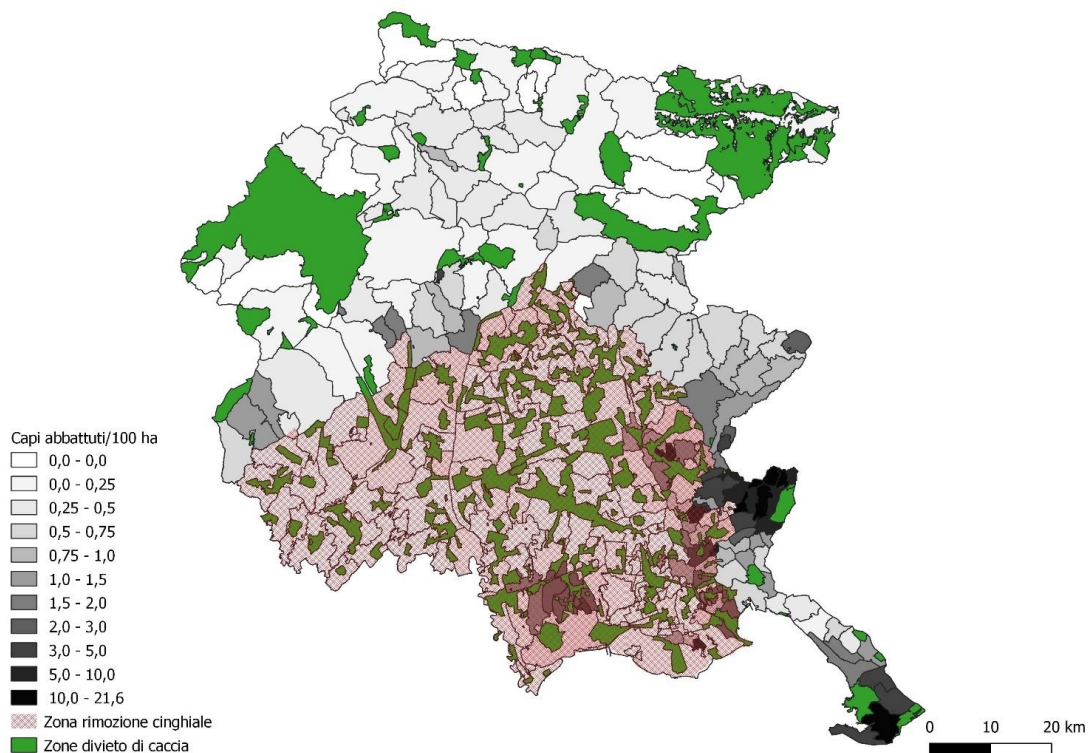 Capi abbattuti/100 ha
0,0 - 0,0
0,0 - 0,25
0,25 - 0,5
0,5 - 0,75
0,75 - 1,0
1,0 - 1,5
1,5 - 2,0
2,0 - 3,0
3,0 - 5,0
5,0 - 10,0
10,0 - 21,6
Zona rimozione cinghiale
Zone divieto di caccia
0 10 20 km